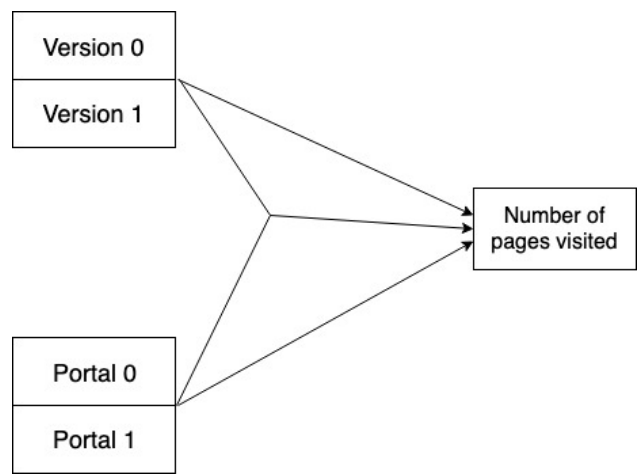 Version 0
Version 1
Number of
pages visited
Portal 0
Portal 1